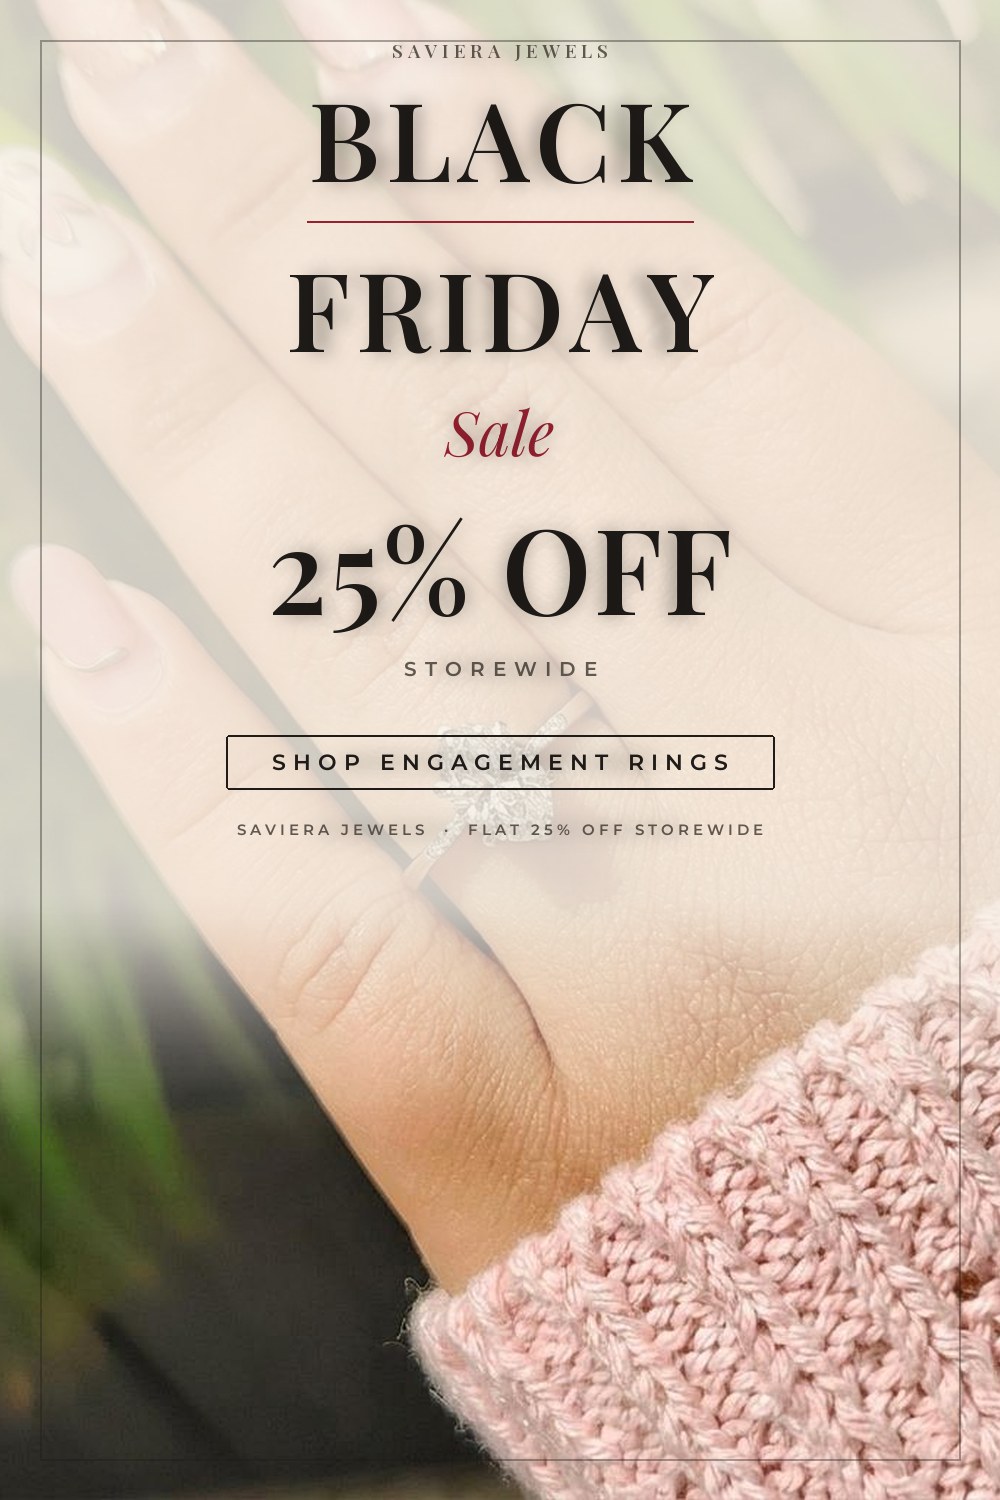 SAVIERA JEWELS
BLACK
FRIDAY
Sale
25% OFF
STOREWIDE
SHOP ENGAGEMENT RINGS
SAVIERA JEWELS · FLAT 25% OFF STOREWIDE